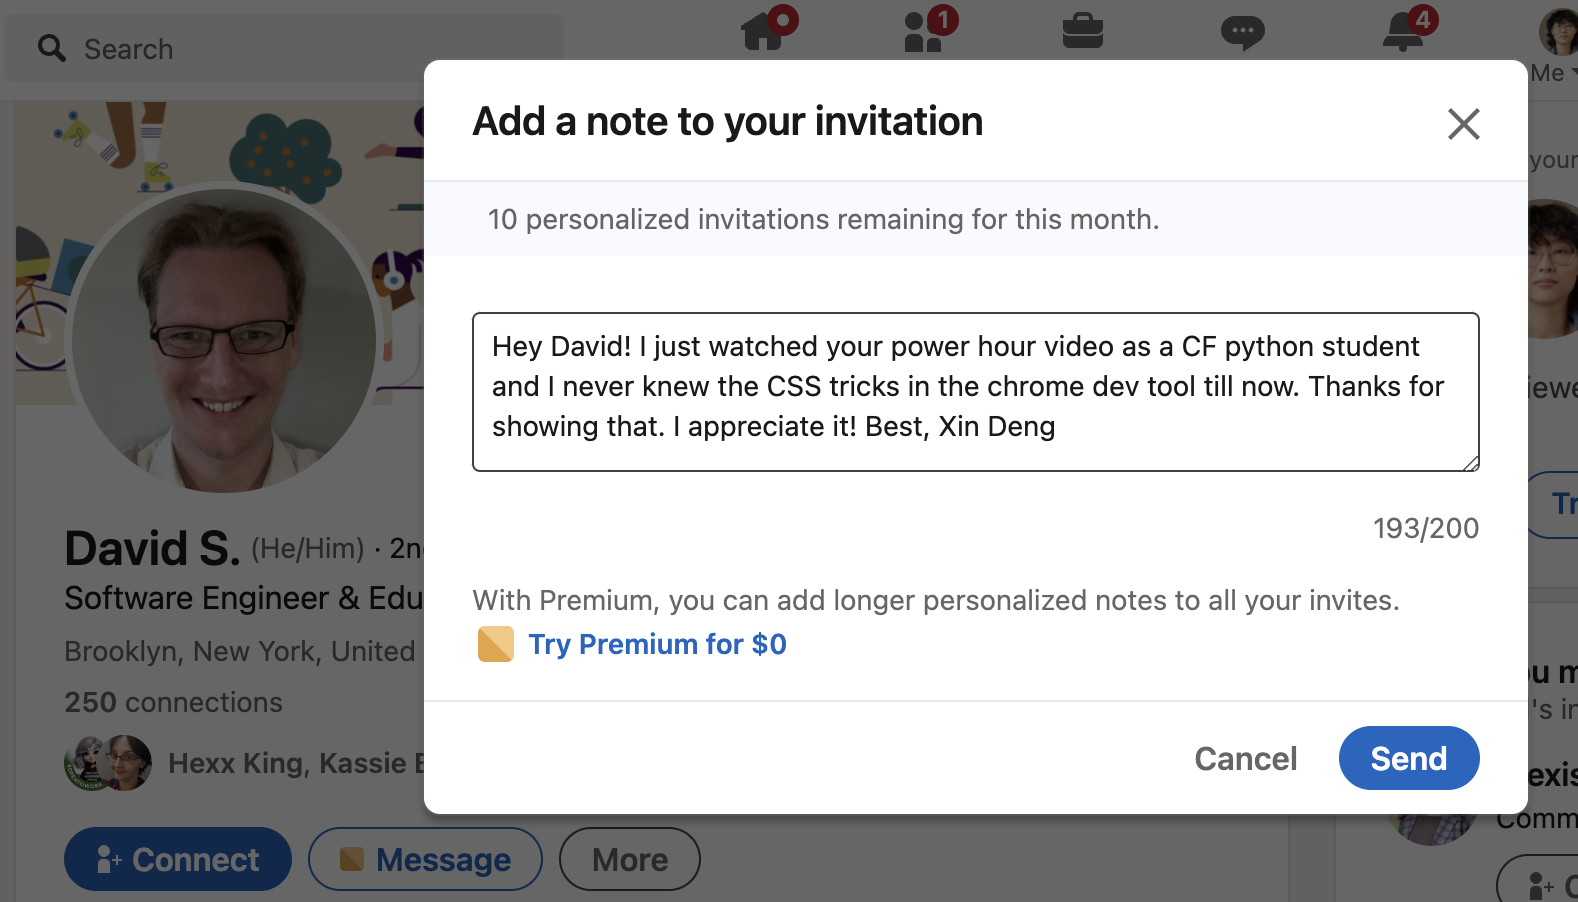 Search
1
4
Me
Add a note to your invitation
your
10 personalized invitations remaining for this month.
Hey David! I just watched your power hour video as a CF python student
and I never knew the CSS tricks in the chrome dev tool till now. Thanks for
showing that. I appreciate it! Best, Xin Deng
193/200
With Premium, you can add longer personalized notes to all your invites.
Try Premium for $0
Cancel
Send
David S. (He/Him) · 2n
Software Engineer & Edu
Brooklyn, New York, United
250 connections
Hexx King, Kassie
Connect
Message
More
's in
Comm